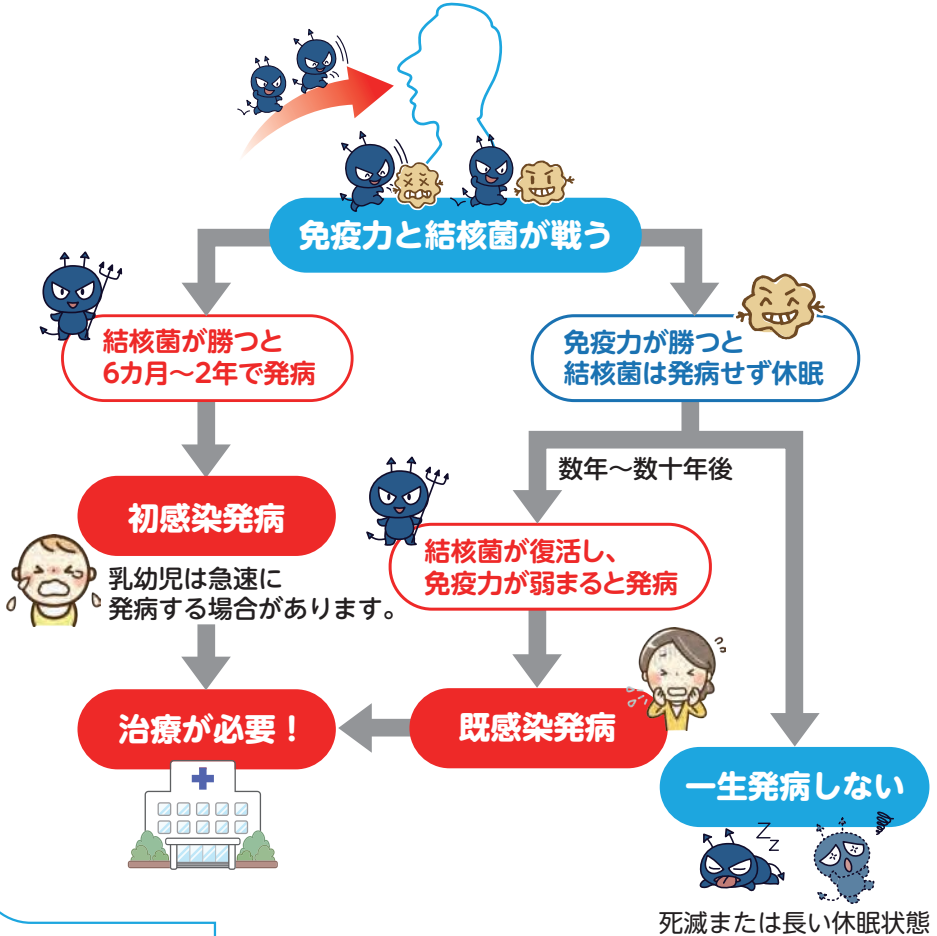 免疫力と結核菌が戦う
結核菌が勝つと
6カ月～2年で発病
免疫力が勝つと
結核菌は発病せず休眠
数年～数十年後
初感染発病
乳幼児は急速に
発病する場合があります。
結核菌が復活し、
免疫力が弱まると発病
治療が必要！
既感染発病
一生発病しない
Zz
死滅または長い休眠状態